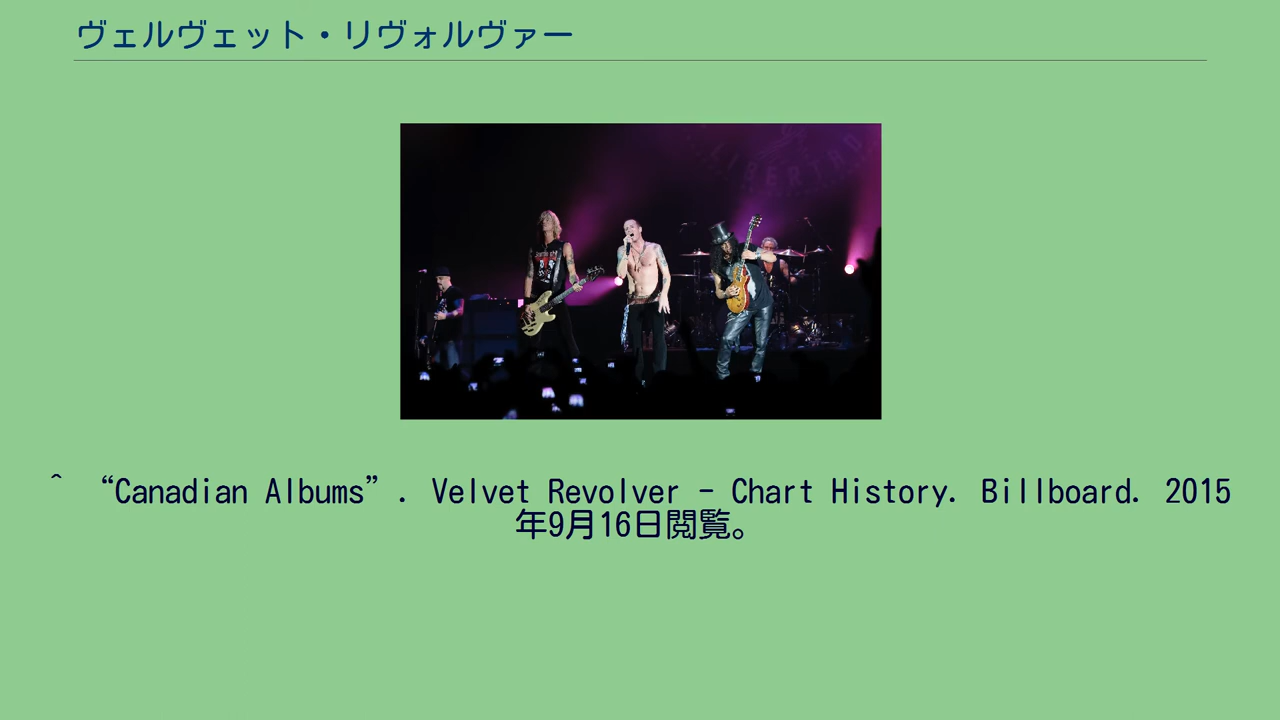 ヴェルヴェット・リヴォルヴァー
LIBERTAD
^ “Canadian Albums”. Velvet Revolver - Chart History. Billboard. 2015
年9月16日閲覧。